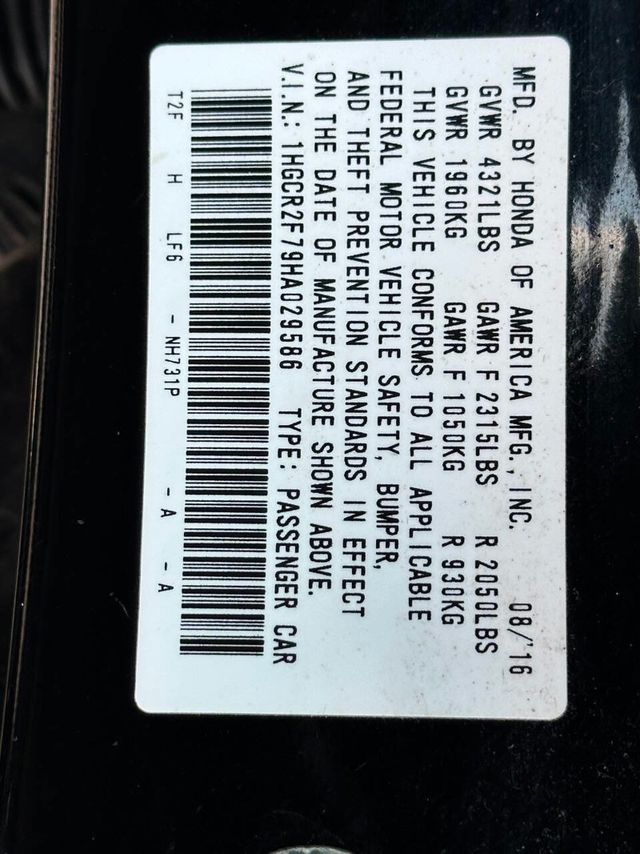 MFD. BY HONDA OF AMERICA MFG., INC. 08/'16
GVWR 4321LBS GAWR F 2315LBS R 2050LBS
GVWR 1960KG GAWR F 1050KG R 930KG
THIS VEHICLE CONFORMS TO ALL APPLICABLE
FEDERAL MOTOR VEHICLE SAFETY, BUMPER,
AND THEFT PREVENTION STANDARDS IN EFFECT
ON THE DATE OF MANUFACTURE SHOWN ABOVE.
V.I.N.: 1HGCR2F79HA029586 TYPE: PASSENGER CAR
T2F H LF6 - NH731P - A - A